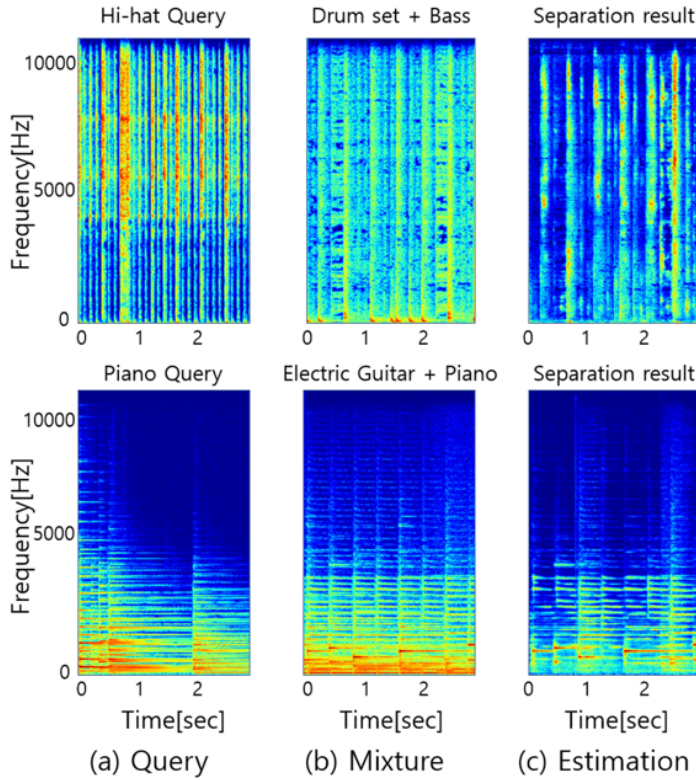 Hi-hat Query Drum set + Bass Separation result
Frequency[Hz]
10000
5000
0
0 1 2 0 1 2 0 1 2
Piano Query Electric Guitar + Piano Separation result
Frequency[Hz]
10000
5000
0
0 1 2 0 1 2 0 1 2
Time[sec] Time[sec] Time[sec]
(a) Query (b) Mixture (c) Estimation